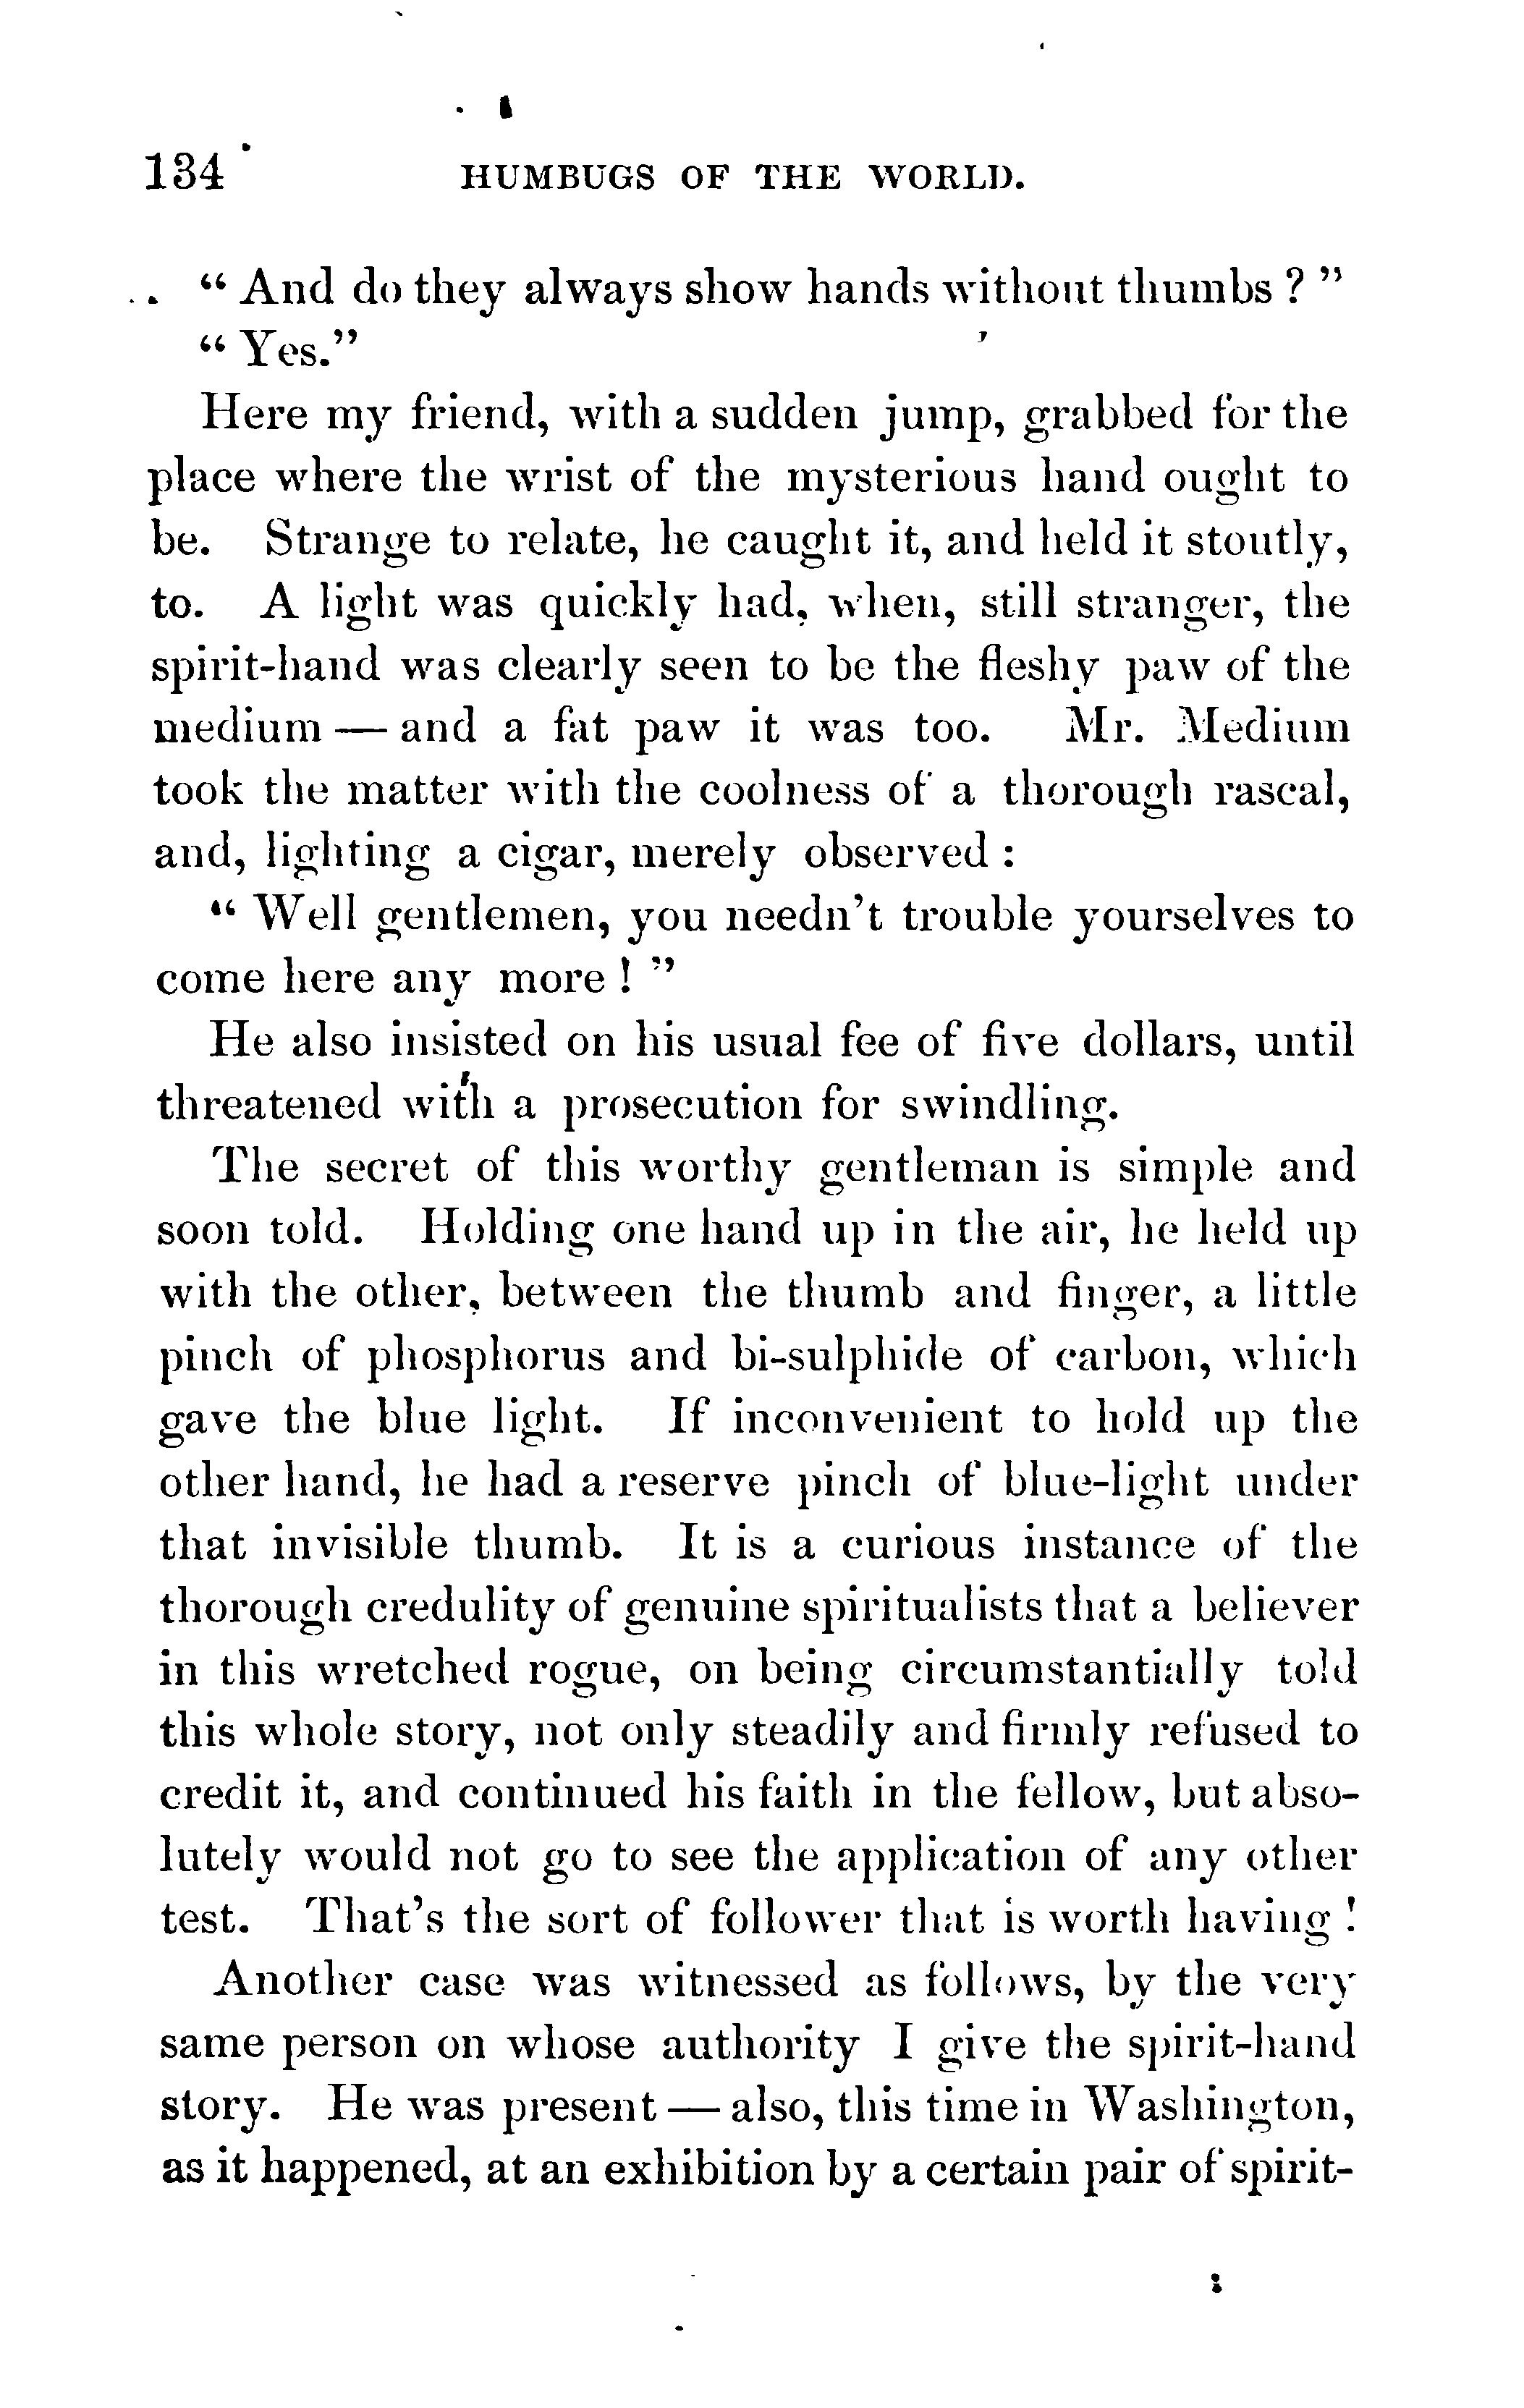 134 HUMBUGS OF THE WORLD.
“ And do they always show hands without thumbs ? ”
“ Yes.”
Here my friend, with a sudden jump, grabbed for the
place where the wrist of the mysterious hand ought to
be. Strange to relate, he caught it, and held it stoutly,
to. A light was quickly had, when, still stranger, the
spirit-hand was clearly seen to be the fleshy paw of the
medium — and a fat paw it was too. Mr. Medium
took the matter with the coolness of a thorough rascal,
and, lighting a cigar, merely observed :
“ Well gentlemen, you needn’t trouble yourselves to
come here any more ! ”
He also insisted on his usual fee of five dollars, until
threatened with a prosecution for swindling.
The secret of this worthy gentleman is simple and
soon told. Holding one hand up in the air, he held up
with the other, between the thumb and finger, a little
pinch of phosphorus and bi-sulphide of carbon, which
gave the blue light. If inconvenient to hold up the
other hand, he had a reserve pinch of blue-light under
that invisible thumb. It is a curious instance of the
thorough credulity of genuine spiritualists that a believer
in this wretched rogue, on being circumstantially told
this whole story, not only steadily and firmly refused to
credit it, and continued his faith in the fellow, but abso-
lutely would not go to see the application of any other
test. That’s the sort of follower that is worth having !
Another case was witnessed as follows, by the very
same person on whose authority I give the spirit-hand
story. He was present — also, this time in Washington,
as it happened, at an exhibition by a certain pair of spirit-